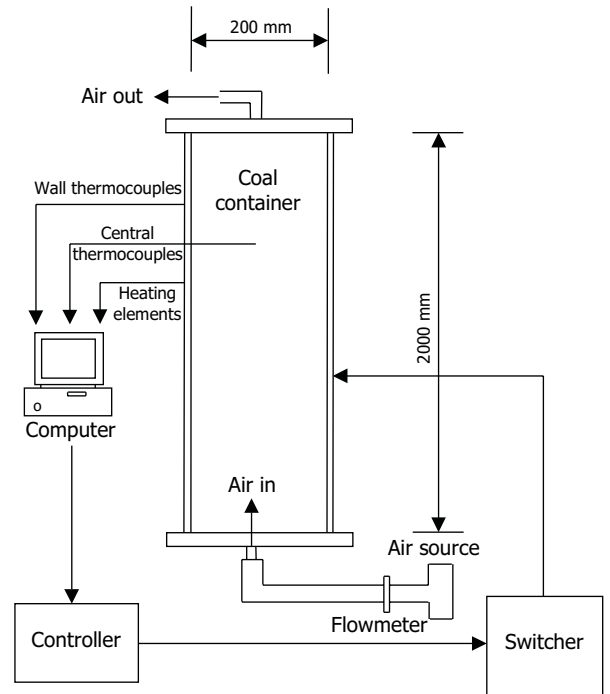 200 mm
Air out
Coal
container
Wall thermocouples
Central
thermocouples
Heating
elements
2000 mm
Computer
Air in
Air source
Flowmeter
Controller
Switcher